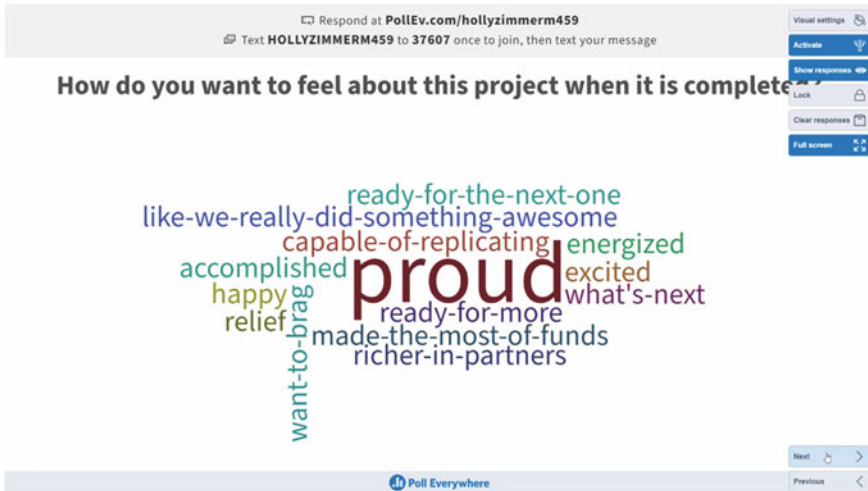 Respond at PollEv.com/hollyzimmerm459
Text HOLLYZIMMERM459 to 37607 once to join, then text your message
How do you want to feel about this project when it is completed?
Visual settings
Activate
Show responses
Lock
Clear responses
Full screen
ready-for-the-next-one
like-we-really-did-something-awesome
capable-of-replicating
energized
accomplished
proud
excited
happy
what's-next
relief
want-to-brag
ready-for-more
made-the-most-of-funds
richer-in-partners
Next
Previous
Poll Everywhere